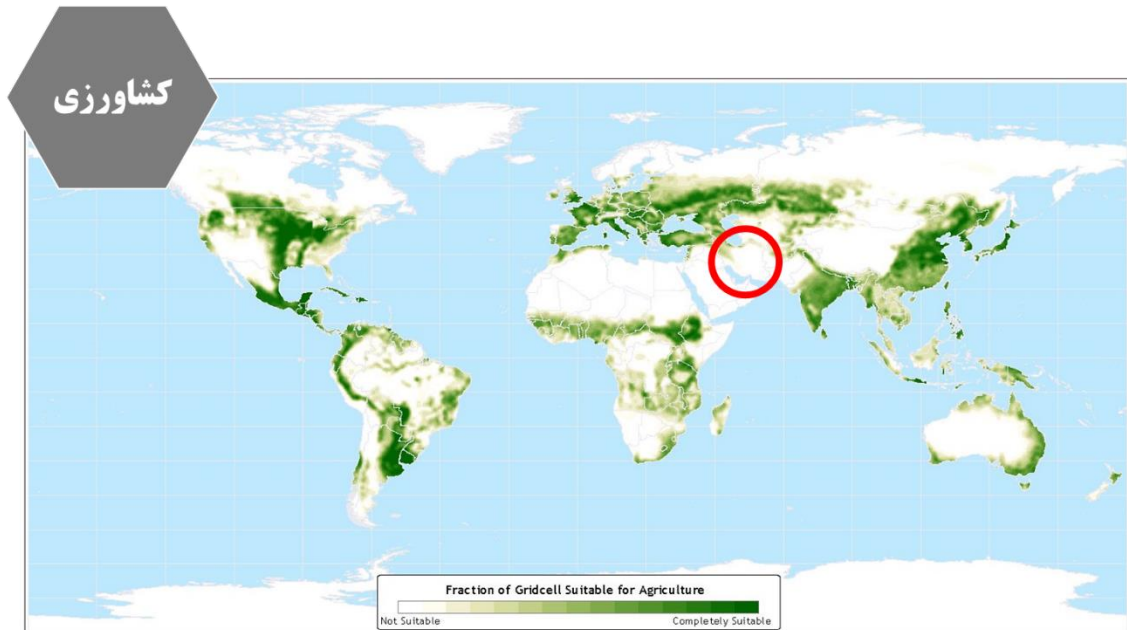 کشاورزی
Fraction of Gridcell Suitable for Agriculture
Not Suitable Completely Suitable